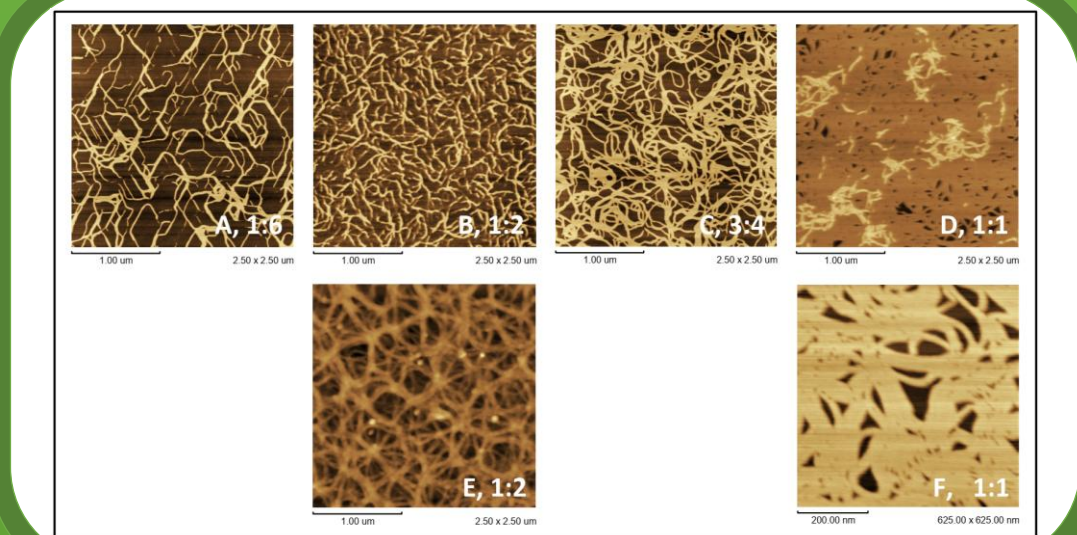 A, 1:6
B, 1:2
C, 3:4
D, 1:1
1.00 um
2.50 x 2.50 um
1.00 um
2.50 x 2.50 um
1.00 um
2.50 x 2.50 um
1.00 um
2.50 x 2.50 um
E, 1:2
F, 1:1
1.00 um
2.50 x 2.50 um
200.00 nm
625.00 x 625.00 nm